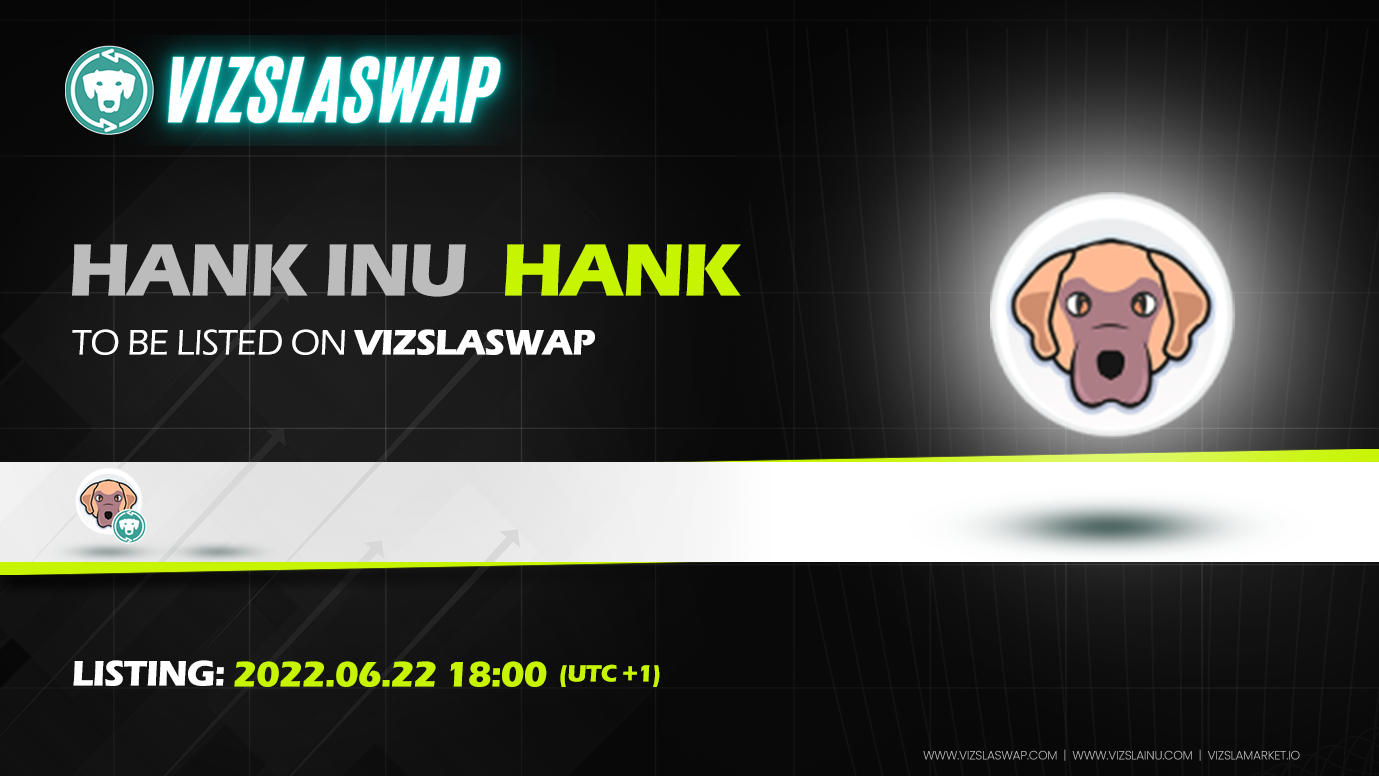 VIZSLASWAP
HANK INU HANK
TO BE LISTED ON VIZSLASWAP
LISTING: 2022.06.22 18:00 (UTC +1)
WWW.VIZSLASWAP.COM | WWW.VIZSLAINU.COM | VIZSLAMARKET.IO